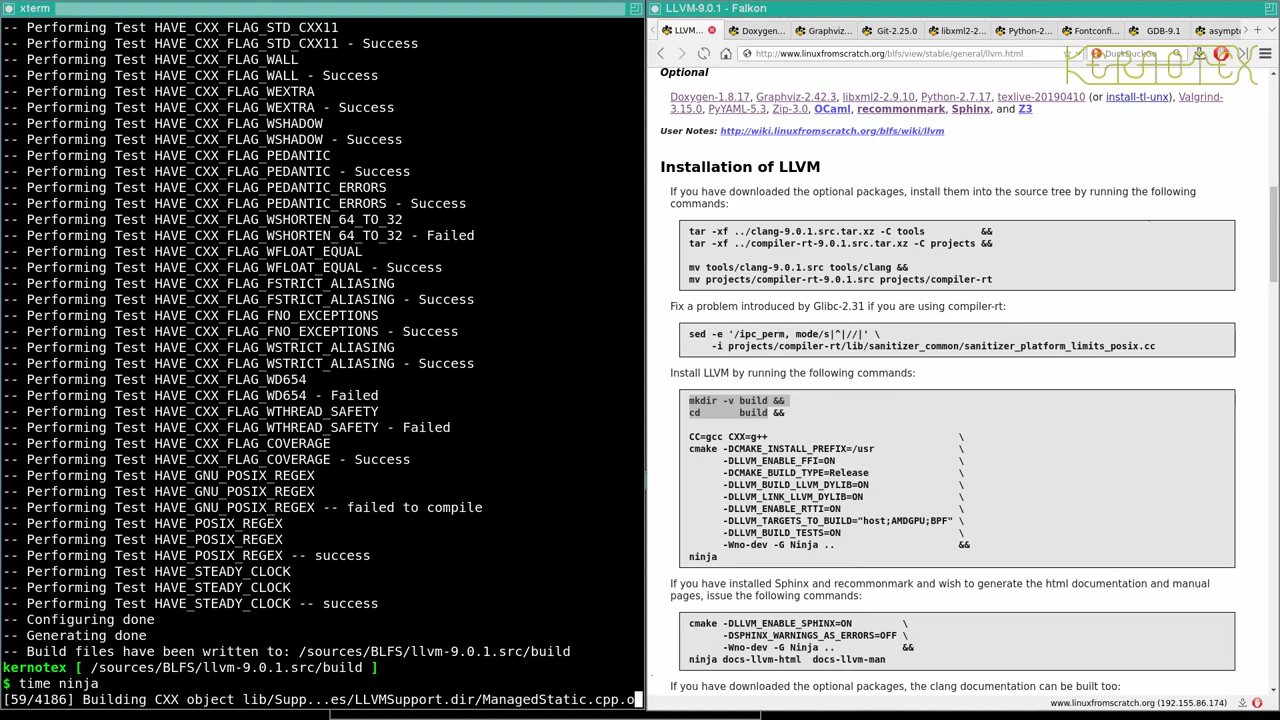 xterm
-- Performing Test HAVE_CXX_FLAG_STD_CXX11
-- Performing Test HAVE_CXX_FLAG_STD_CXX11 - Success
-- Performing Test HAVE_CXX_FLAG_WALL
-- Performing Test HAVE_CXX_FLAG_WALL - Success
-- Performing Test HAVE_CXX_FLAG_WEXTRA
-- Performing Test HAVE_CXX_FLAG_WEXTRA - Success
-- Performing Test HAVE_CXX_FLAG_WSHADOW
-- Performing Test HAVE_CXX_FLAG_WSHADOW - Success
-- Performing Test HAVE_CXX_FLAG_PEDANTIC
-- Performing Test HAVE_CXX_FLAG_PEDANTIC - Success
-- Performing Test HAVE_CXX_FLAG_PEDANTIC_ERRORS
-- Performing Test HAVE_CXX_FLAG_PEDANTIC_ERRORS - Success
-- Performing Test HAVE_CXX_FLAG_WSHORTEN_64_TO_32
-- Performing Test HAVE_CXX_FLAG_WSHORTEN_64_TO_32 - Failed
-- Performing Test HAVE_CXX_FLAG_WFLOAT_EQUAL
-- Performing Test HAVE_CXX_FLAG_WFLOAT_EQUAL - Success
-- Performing Test HAVE_CXX_FLAG_FSTRICT_ALIASING
-- Performing Test HAVE_CXX_FLAG_FSTRICT_ALIASING - Success
-- Performing Test HAVE_CXX_FLAG_FNO_EXCEPTIONS
-- Performing Test HAVE_CXX_FLAG_FNO_EXCEPTIONS - Success
-- Performing Test HAVE_CXX_FLAG_WSTRICT_ALIASING
-- Performing Test HAVE_CXX_FLAG_WSTRICT_ALIASING - Success
-- Performing Test HAVE_CXX_FLAG_WD654
-- Performing Test HAVE_CXX_FLAG_WD654 - Failed
-- Performing Test HAVE_CXX_FLAG_WTHREAD_SAFETY
-- Performing Test HAVE_CXX_FLAG_WTHREAD_SAFETY - Failed
-- Performing Test HAVE_CXX_FLAG_COVERAGE
-- Performing Test HAVE_CXX_FLAG_COVERAGE - Success
-- Performing Test HAVE_GNU_POSIX_REGEX
-- Performing Test HAVE_GNU_POSIX_REGEX
-- Performing Test HAVE_GNU_POSIX_REGEX -- failed to compile
-- Performing Test HAVE_POSIX_REGEX
-- Performing Test HAVE_POSIX_REGEX
-- Performing Test HAVE_POSIX_REGEX -- success
-- Performing Test HAVE_STEADY_CLOCK
-- Performing Test HAVE_STEADY_CLOCK
-- Performing Test HAVE_STEADY_CLOCK -- success
-- Configuring done
-- Generating done
-- Build files have been written to: /sources/BLFS/llvm-9.0.1.src/build
kernotex [ /sources/BLFS/llvm-9.0.1.src/build ]
$ time ninja
[59/4186] Building CXX object lib/Supp...es/LLVMSupport.dir/ManagedStatic.cpp.o
LLVM-9.0.1 - Falkon
LLVM... Doxygen... Graphviz... Git-2.25.0 libxml2-... Python-2... Fontconfi... GDB-9.1 asympt
http://www.linuxfromscratch.org/blfs/view/stable/general/llvm.html DuckDuckGo
KERNOTEX
Optional
Doxygen-1.8.17, Graphviz-2.42.3, libxml2-2.9.10, Python-2.7.17, texlive-20190410 (or install-tl-unx), Valgrind-
3.15.0, PyYAML-5.3, Zip-3.0, OCaml, recommonmark, Sphinx, and Z3
User Notes: http://wiki.linuxfromscratch.org/blfs/wiki/llvm
Installation of LLVM
If you have downloaded the optional packages, install them into the source tree by running the following
commands:
tar -xf ../clang-9.0.1.src.tar.xz -C tools &&
tar -xf ../compiler-rt-9.0.1.src.tar.xz -C projects &&
mv tools/clang-9.0.1.src tools/clang &&
mv projects/compiler-rt-9.0.1.src projects/compiler-rt
Fix a problem introduced by Glibc-2.31 if you are using compiler-rt:
sed -e '/ipc_perm, mode/s|^|//|' \
-i projects/compiler-rt/lib/sanitizer_common/sanitizer_platform_limits_posix.cc
Install LLVM by running the following commands:
mkdir -v build &&
cd build &&
CC=gcc CXX=g++ \
cmake -DCMAKE_INSTALL_PREFIX=/usr \
-DLLVM_ENABLE_FFI=ON \
-DCMAKE_BUILD_TYPE=Release \
-DLLVM_BUILD_LLVM_DYLIB=ON \
-DLLVM_LINK_LLVM_DYLIB=ON \
-DLLVM_ENABLE_RTTI=ON \
-DLLVM_TARGETS_TO_BUILD="host;AMDGPU;BPF" \
-DLLVM_BUILD_TESTS=ON \
-Wno-dev -G Ninja .. &&
ninja
If you have installed Sphinx and recommonmark and wish to generate the html documentation and manual
pages, issue the following commands:
cmake -DLLVM_ENABLE_SPHINX=ON \
-DSPHINX_WARNINGS_AS_ERRORS=OFF \
-Wno-dev -G Ninja .. &&
ninja docs-llvm-html docs-llvm-man
If you have downloaded the optional packages, the clang documentation can be built too:
www.linuxfromscratch.org (192.155.86.174)